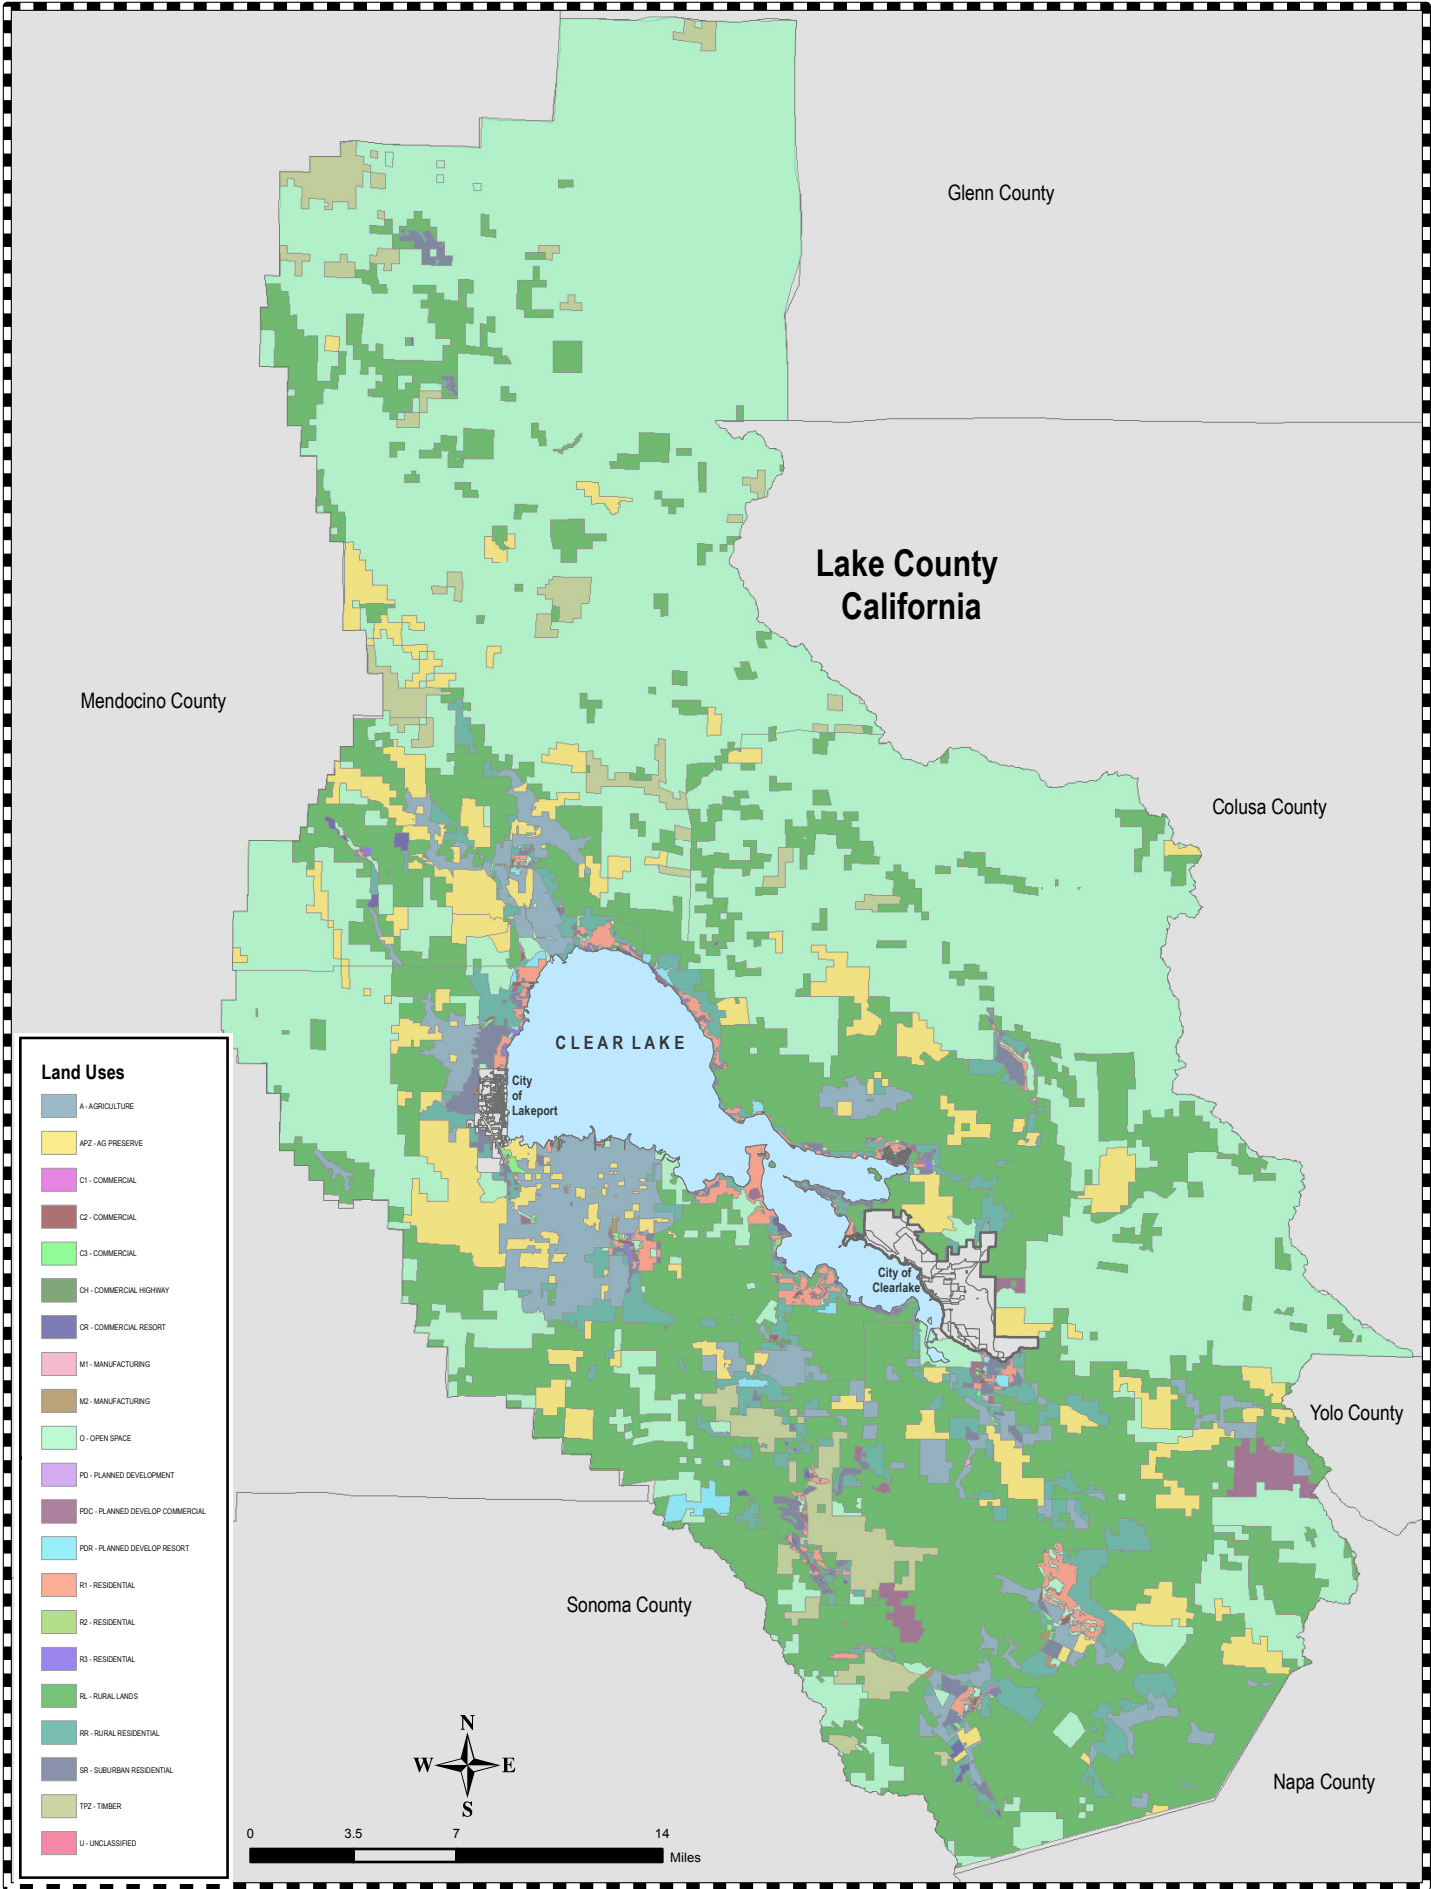 Glenn County
Lake County
California
Mendocino County
Colusa County
CLEAR LAKE
City
of
Lakeport
City of
Clearlake
Yolo County
Sonoma County
Napa County
Land Uses
A - AGRICULTURE
APZ - AG PRESERVE
C1 - COMMERCIAL
C2 - COMMERCIAL
C3 - COMMERCIAL
CH - COMMERCIAL HIGHWAY
CR - COMMERCIAL RESORT
M1 - MANUFACTURING
M2 - MANUFACTURING
O - OPEN SPACE
PD - PLANNED DEVELOPMENT
PDC - PLANNED DEVELOP COMMERCIAL
PDR - PLANNED DEVELOP RESORT
R1 - RESIDENTIAL
R2 - RESIDENTIAL
R3 - RESIDENTIAL
RL - RURAL LANDS
RR - RURAL RESIDENTIAL
SR - SUBURBAN RESIDENTIAL
TPZ - TIMBER
U - UNCLASSIFIED
N
W E
S
0 3.5 7 14
Miles